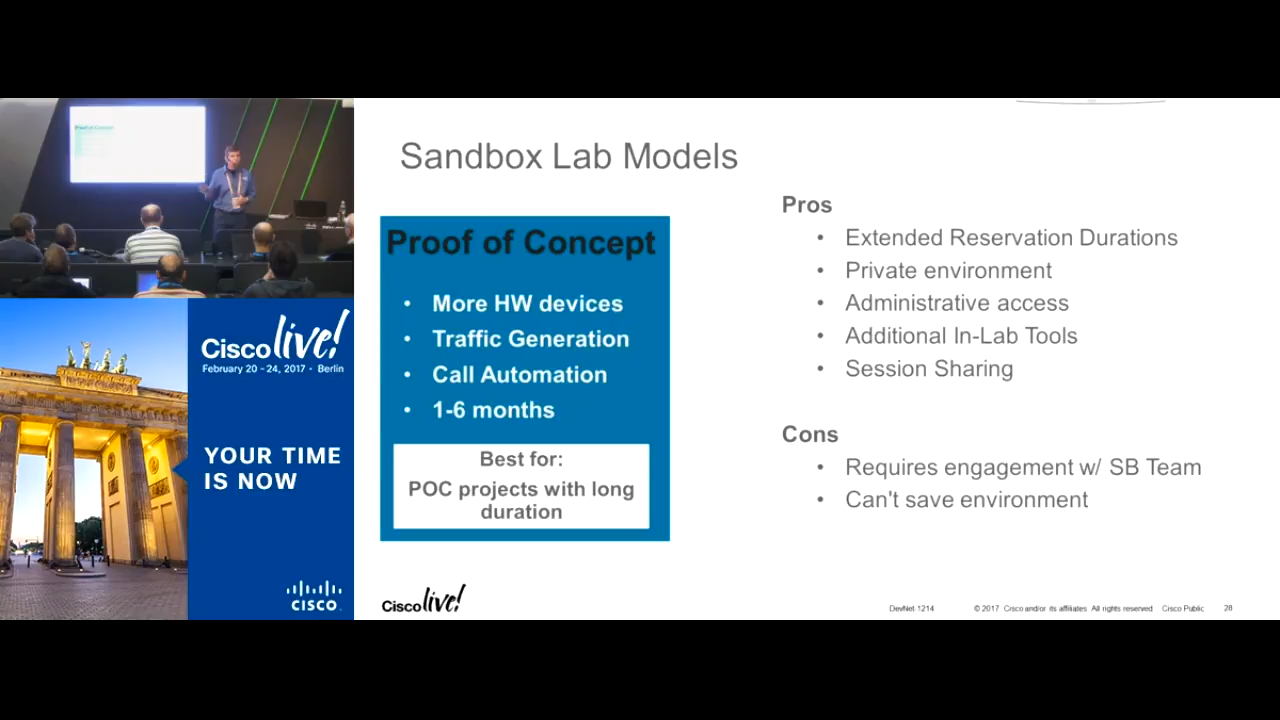 Proof of Concept
Cisco live!
February 20 - 24, 2017 • Berlin
YOUR TIME
IS NOW
CISCO
Sandbox Lab Models
Proof of Concept
• More HW devices
• Traffic Generation
• Call Automation
• 1-6 months
Best for:
POC projects with long
duration
Pros
• Extended Reservation Durations
• Private environment
• Administrative access
• Additional In-Lab Tools
• Session Sharing
Cons
• Requires engagement w/ SB Team
• Can't save environment
Cisco live!
DevNet 1214 © 2017 Cisco and/or its affiliates All rights reserved Cisco Public 28